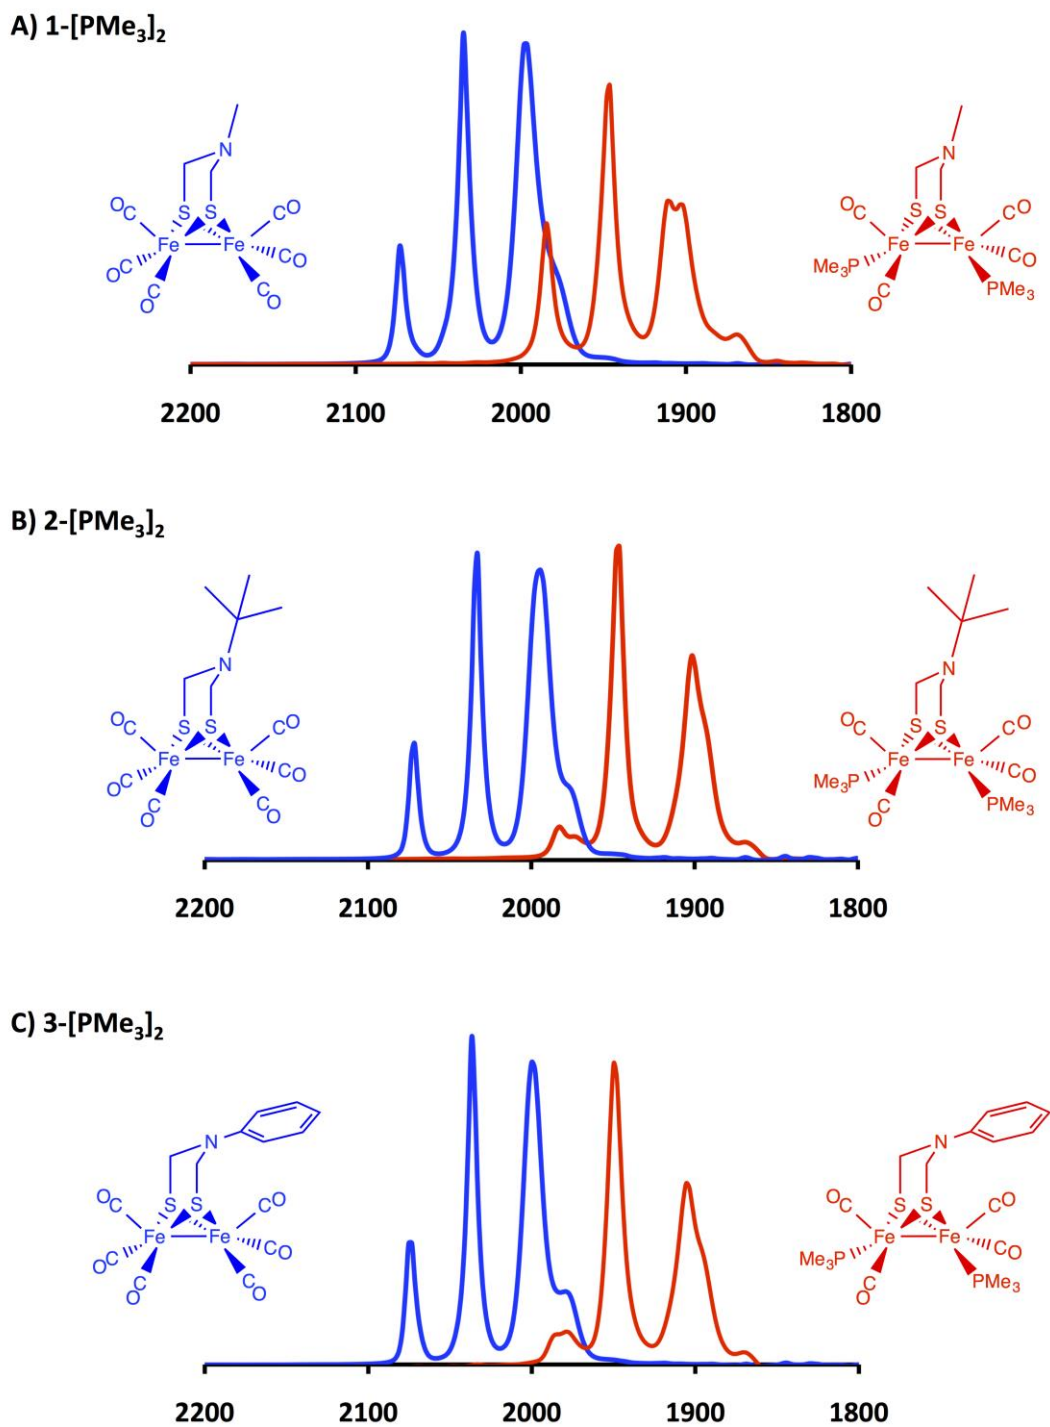 A) 1-[PMe₃]₂
N
S S
OC CO
Fe Fe
OC CO
OC CO
N
S S
OC CO
Fe Fe
Me₃P CO
OC PMe₃
2200 2100 2000 1900 1800
B) 2-[PMe₃]₂
N
S S
OC CO
Fe Fe
OC CO
OC CO
N
S S
OC CO
Fe Fe
Me₃P CO
OC PMe₃
2200 2100 2000 1900 1800
C) 3-[PMe₃]₂
N
S S
OC CO
Fe Fe
OC CO
OC CO
N
S S
OC CO
Fe Fe
Me₃P CO
OC PMe₃
2200 2100 2000 1900 1800